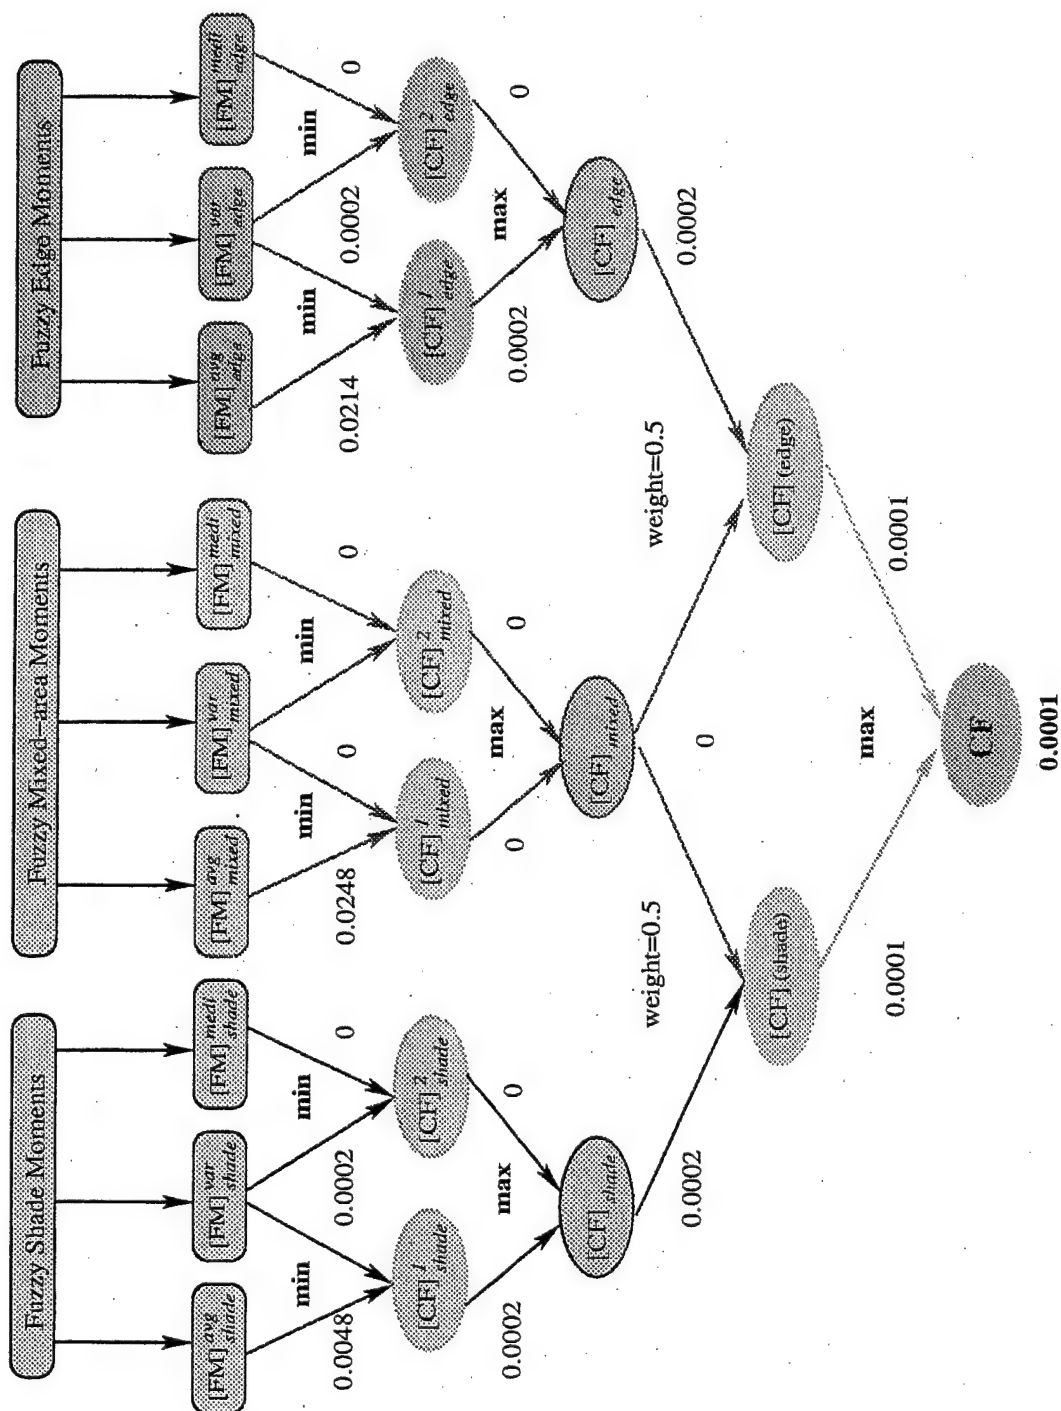 Fuzzy Shade Moments
Fuzzy Mixed–area Moments
Fuzzy Edge Moments
[FM] avg shade
[FM] var shade
[FM] medi shade
[FM] avg mixed
[FM] var mixed
[FM] medi mixed
[FM] avg edge
[FM] var edge
[FM] medi edge
min
min
min
min
min
min
0.0048
0.0002
0
0.0248
0
0
0.0214
0.0002
0
[CF] 1 shade
[CF] 2 shade
[CF] 1 mixed
[CF] 2 mixed
[CF] 1 edge
[CF] 2 edge
max
max
max
0.0002
0
0
0
0.0002
0
[CF] shade
[CF] mixed
[CF] edge
weight=0.5
weight=0.5
0.0002
0
0.0002
[CF] (shade)
[CF] (edge)
max
0.0001
0.0001
CF
0.0001